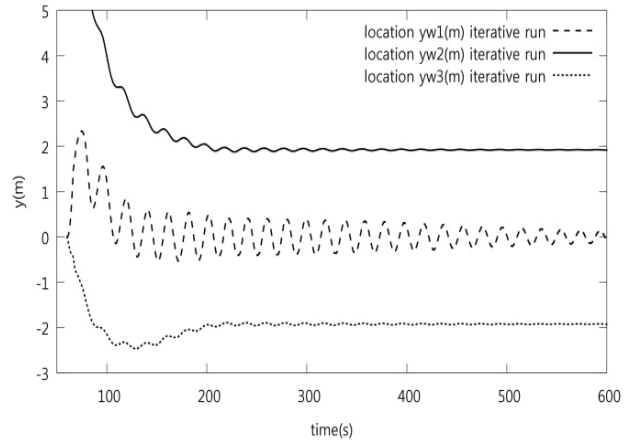 location yw1(m) iterative run
location yw2(m) iterative run
location yw3(m) iterative run
5
4
3
2
1
0
-1
-2
-3
y(m)
100 200 300 400 500 600
time(s)